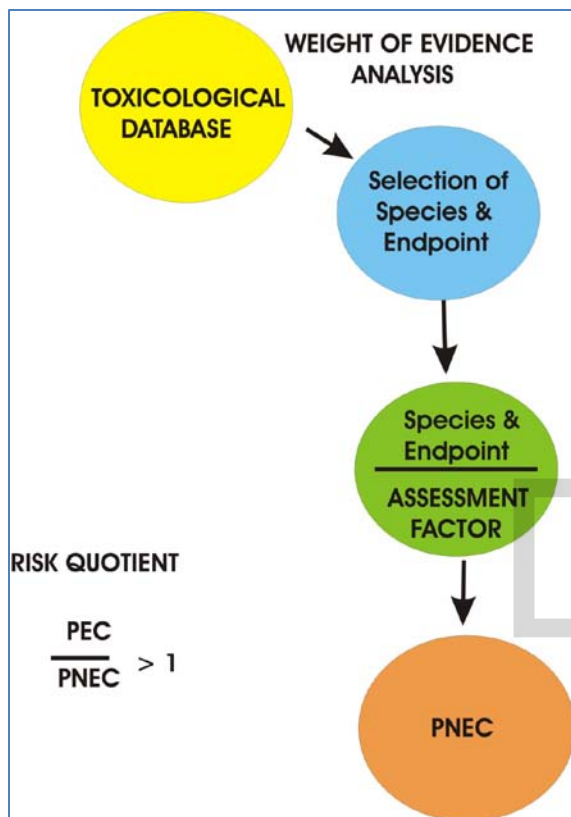 WEIGHT OF EVIDENCE
ANALYSIS
TOXICOLOGICAL
DATABASE
Selection of
Species &
Endpoint
Species &
Endpoint
ASSESSMENT
FACTOR
RISK QUOTIENT
PEC
PNEC > 1
PNEC